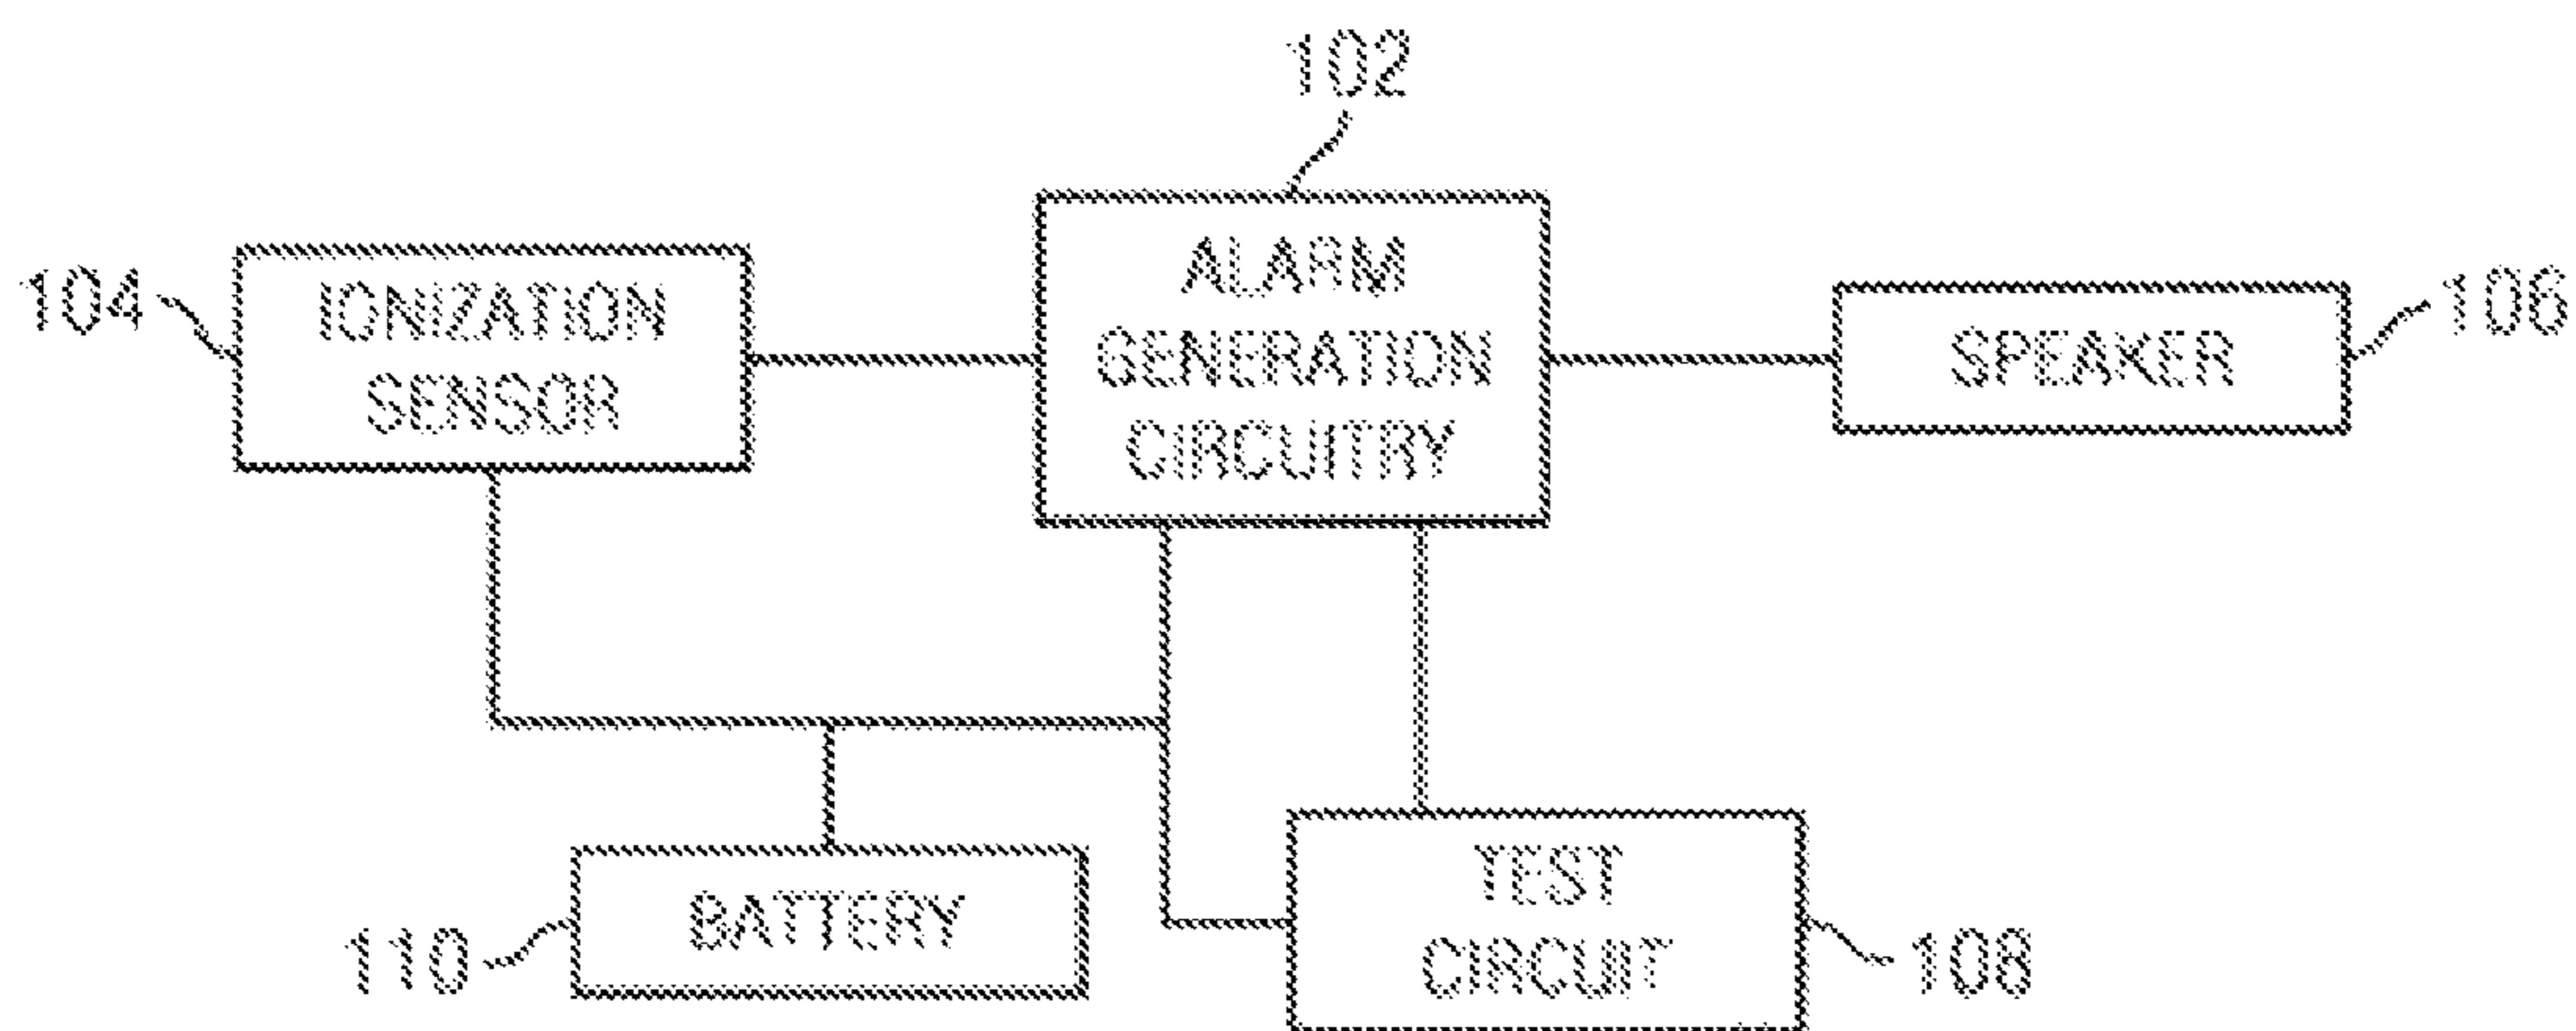 102
104
IONIZATION
SENSOR
ALARM
GENERATION
CIRCUITRY
SPEAKER
106
110
BATTERY
TEST
CIRCUIT
108